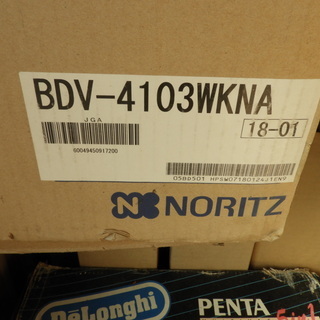 BDV-4103WKNA
JGA
18-01
00049450917200
NORITZ
DeLonghi
PENTA